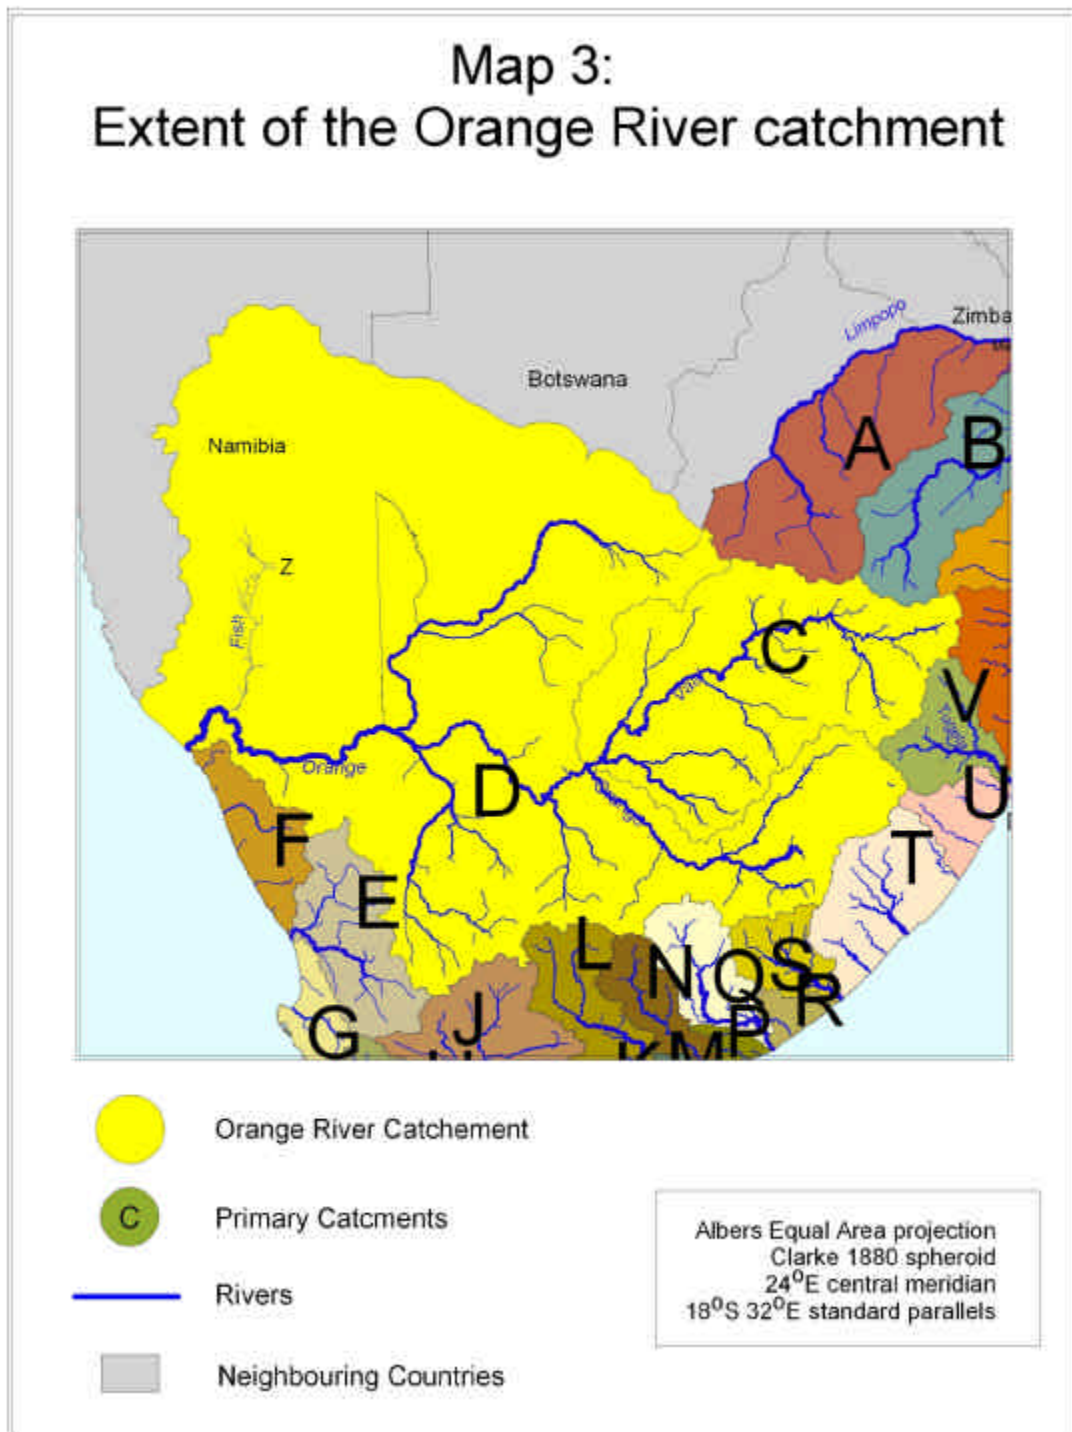 Map 3:
Extent of the Orange River catchment
Limpopo
Zimba
Botswana
A
B
Namibia
Z
Fish
C
Vaal
V
Tugela
Orange
D
U
F
T
E
L
N
Q
S
R
G
J
P
K
M
H
Orange River Catchement
C
Primary Catcments
Rivers
Neighbouring Countries
Albers Equal Area projection
Clarke 1880 spheroid
24°E central meridian
18°S 32°E standard parallels